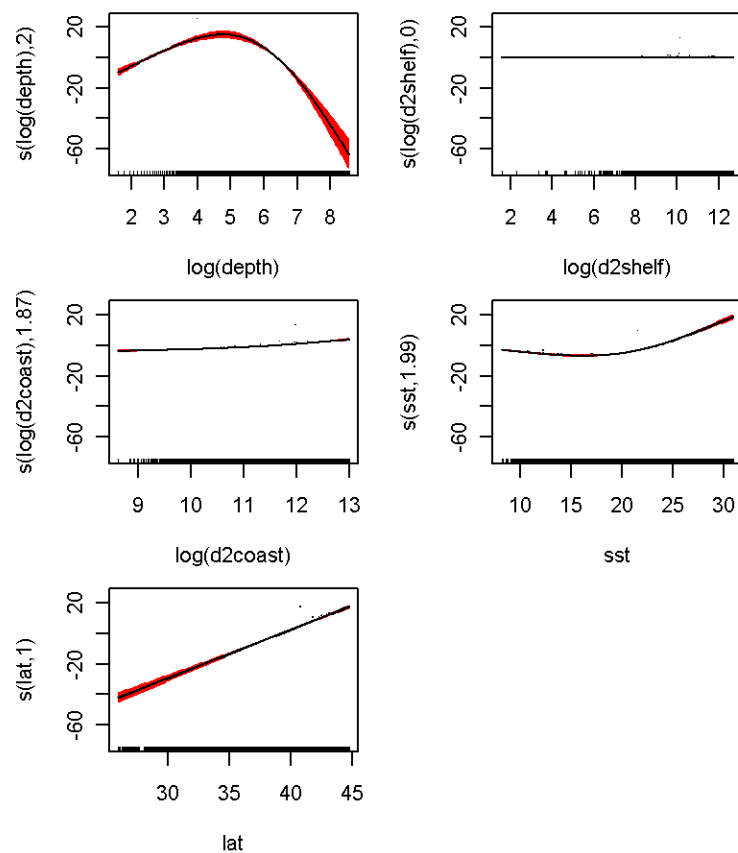 s(log(depth),2)
20
-20
-60
2 3 4 5 6 7 8
log(depth)
s(log(d2shelf),0)
20
-20
-60
2 4 6 8 10 12
log(d2shelf)
s(log(d2coast),1.87)
20
-20
-60
9 10 11 12 13
log(d2coast)
s(sst,1.99)
20
-20
-60
10 15 20 25 30
sst
s(lat,1)
20
-20
-60
30 35 40 45
lat